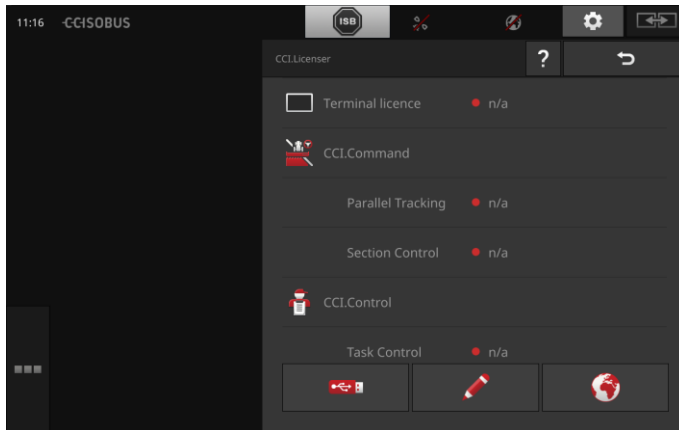 11:16 CCISOBUS
ISB
CCI.Licenser
?
Terminal licence n/a
CCI.Command
Parallel Tracking n/a
Section Control n/a
CCI.Control
Task Control n/a